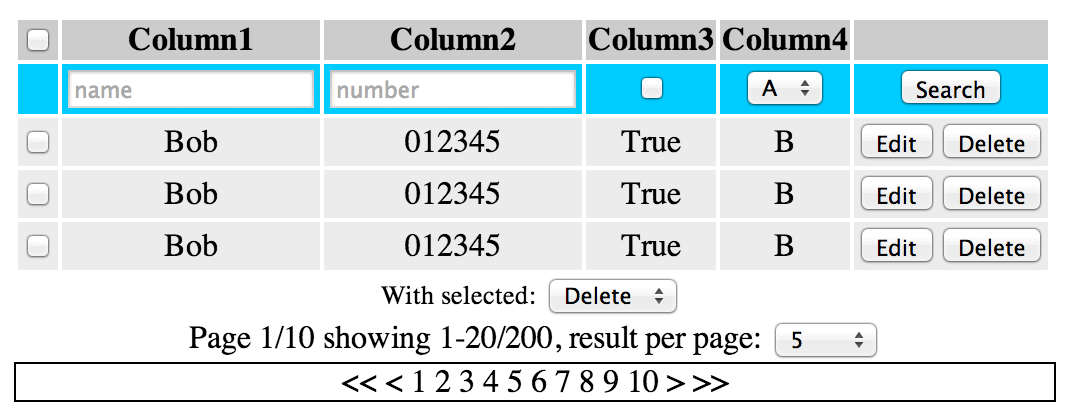 Column1 Column2 Column3 Column4
name number A Search
Bob 012345 True B Edit Delete
Bob 012345 True B Edit Delete
Bob 012345 True B Edit Delete
With selected: Delete
Page 1/10 showing 1-20/200, result per page: 5
<< < 1 2 3 4 5 6 7 8 9 10 > >>